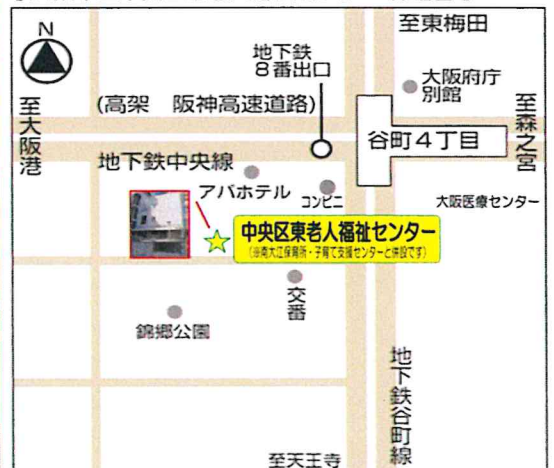 N
至東梅田
地下鉄
8番出口
大阪府庁
別館
至大阪港
(高架 阪神高速道路)
至森之宮
谷町4丁目
地下鉄中央線
アパホテル
コンビニ
大阪医療センター
中央区東老人福祉センター
(※南大江保育所・子育て支援センターと併設です)
交番
錦郷公園
地下鉄谷町線
至天王寺